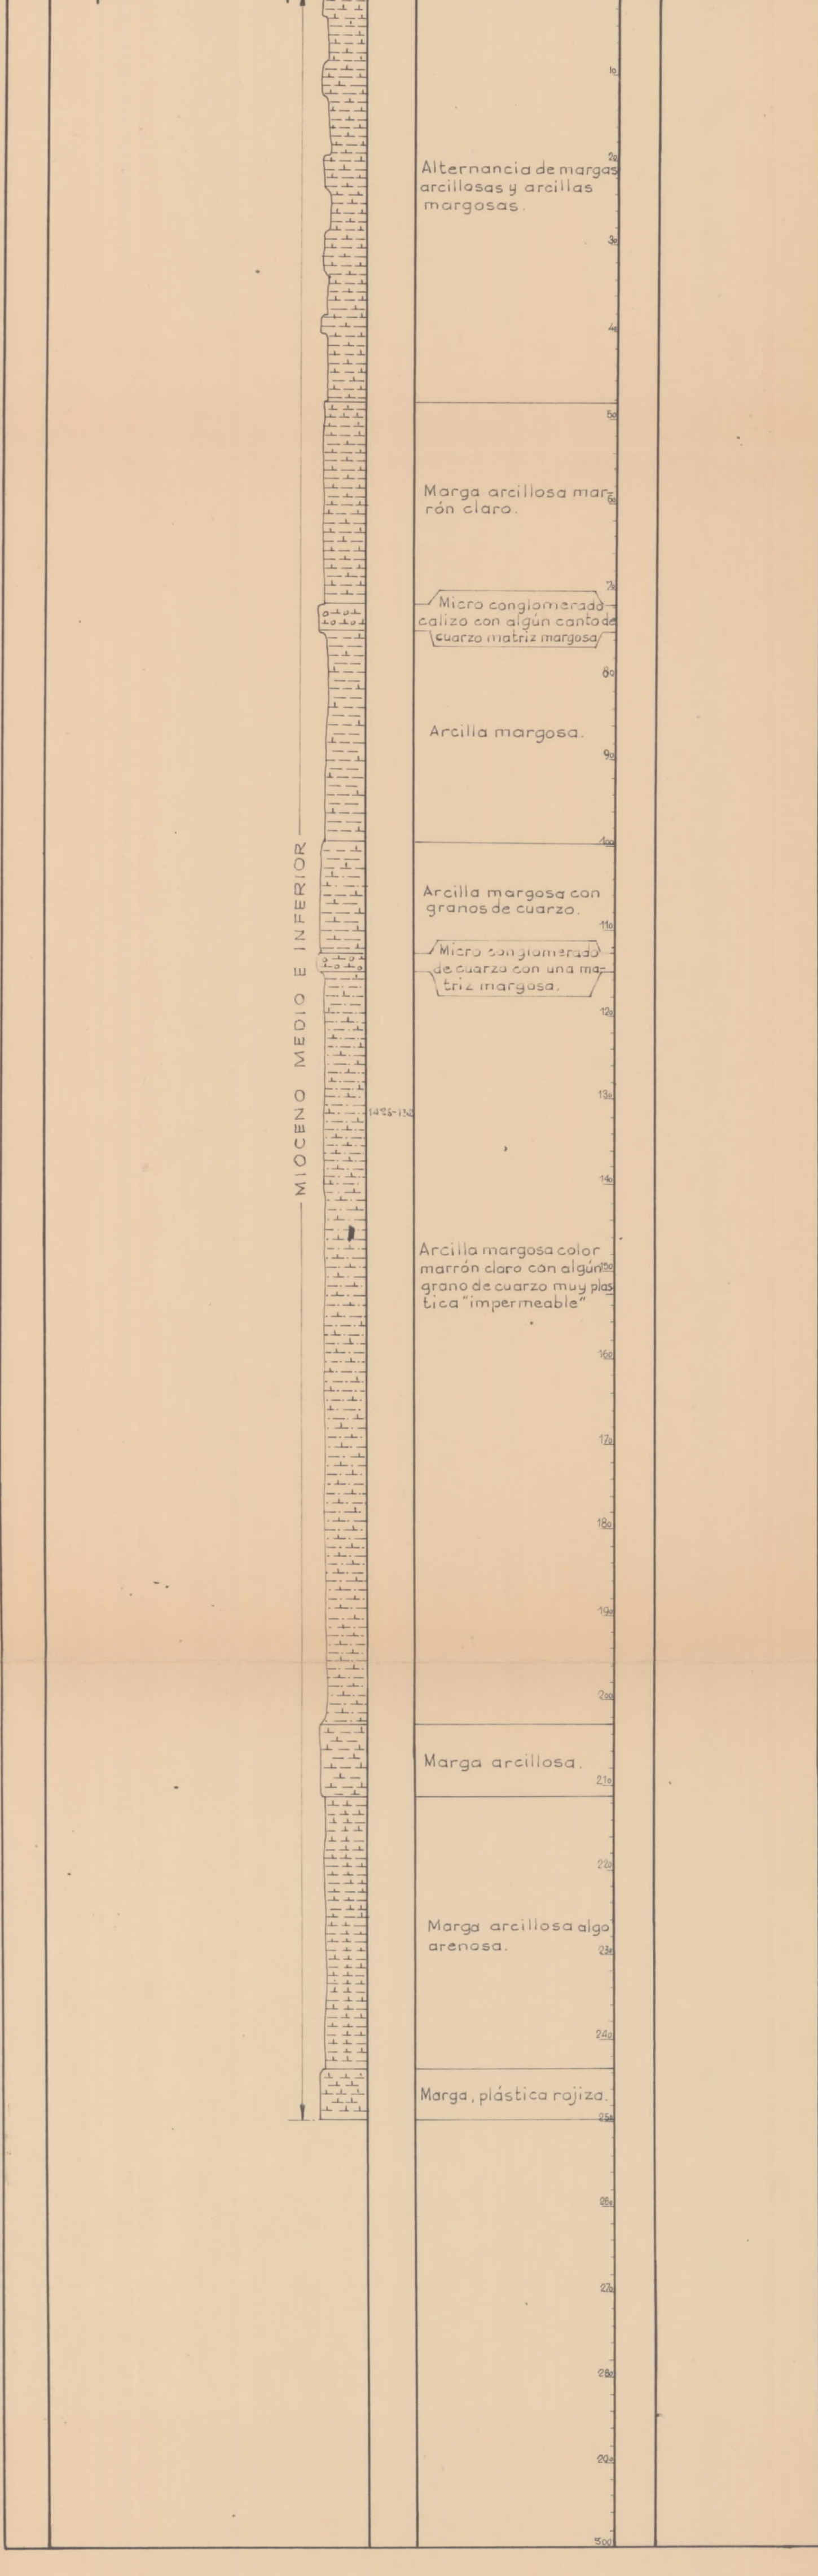 10
20
Alternancia de margas
arcillosas y arcillas
margosas.
30
40
50
Marga arcillosa mar-
60
rón claro.
70
Micro conglomerado
calizo con algún canto de
cuarzo matriz margosa
80
Arcilla margosa.
90
100
MIOCENO MEDIO E INFERIOR
Arcilla margosa con
granos de cuarzo.
110
Micro conglomerado
de cuarzo con una ma-
triz margosa.
120
130
140
Arcilla margosa color
marrón claro con algún
150
grano de cuarzo muy plas
tica "impermeable"
160
170
180
190
200
Marga arcillosa.
210
220
Marga arcillosa algo
arenosa.
230
240
Marga, plástica rojiza.
250
260
270
280
290
300